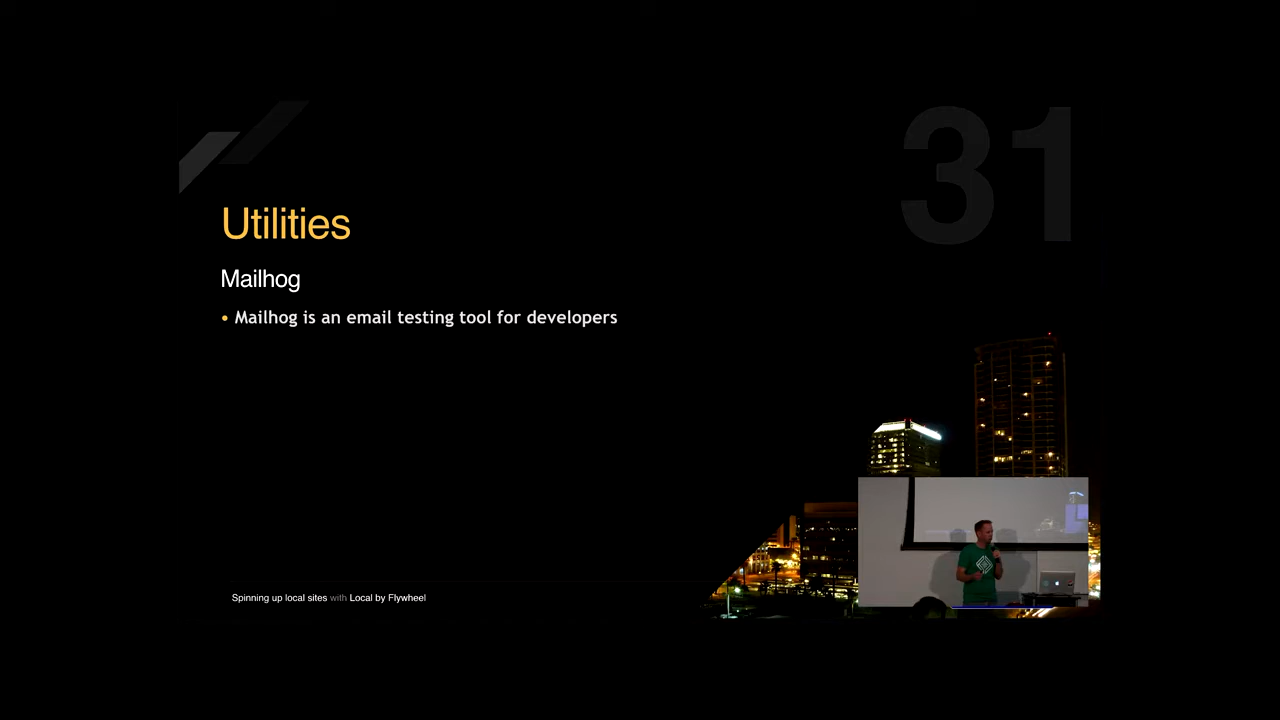 31
Utilities
Mailhog
• Mailhog is an email testing tool for developers
Spinning up local sites with Local by Flywheel